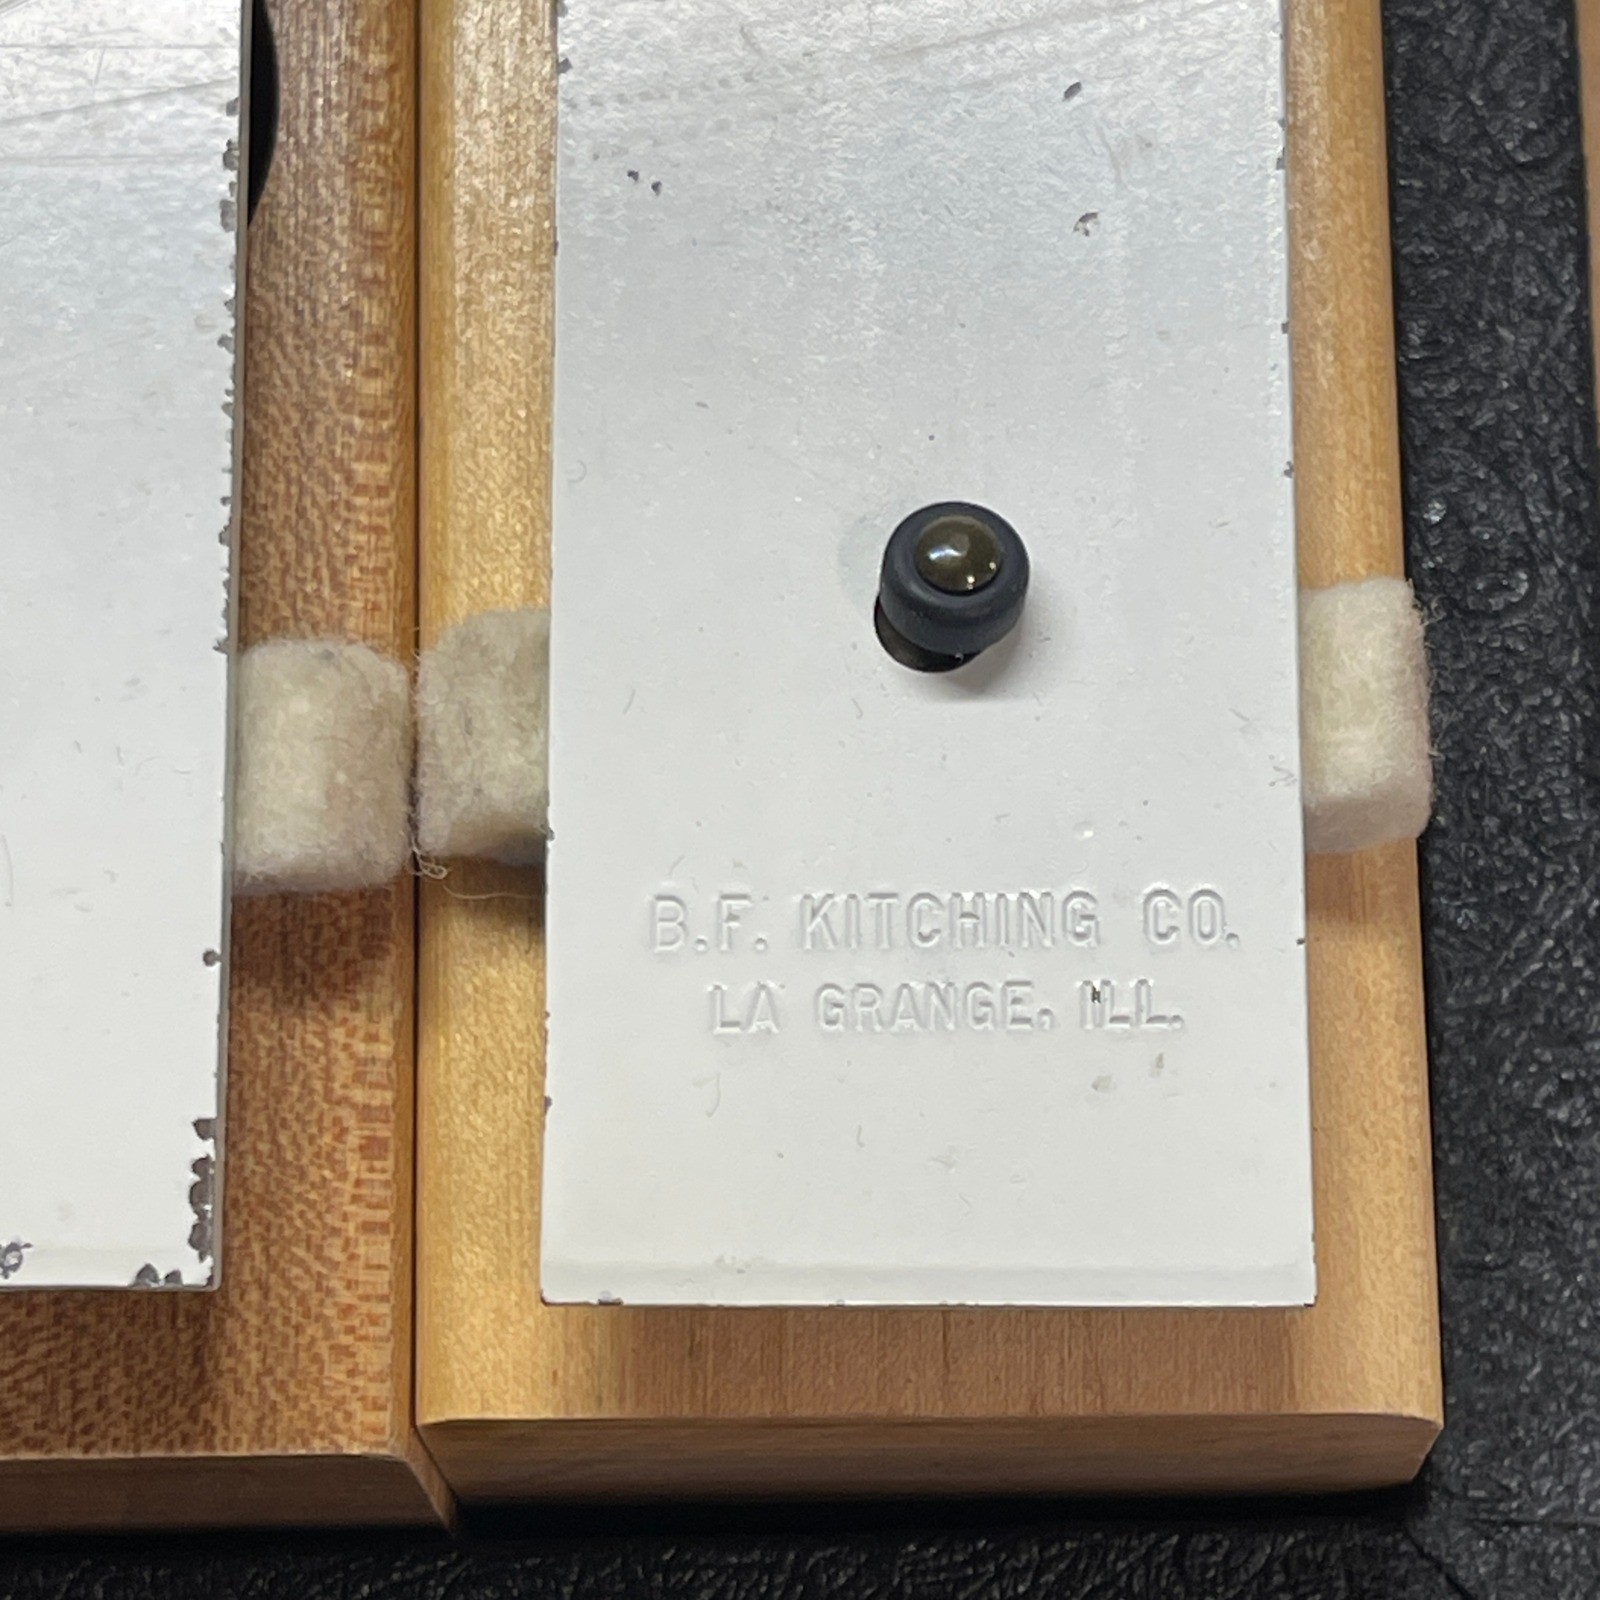 B.F. KITCHING CO.
LA GRANGE, ILL.